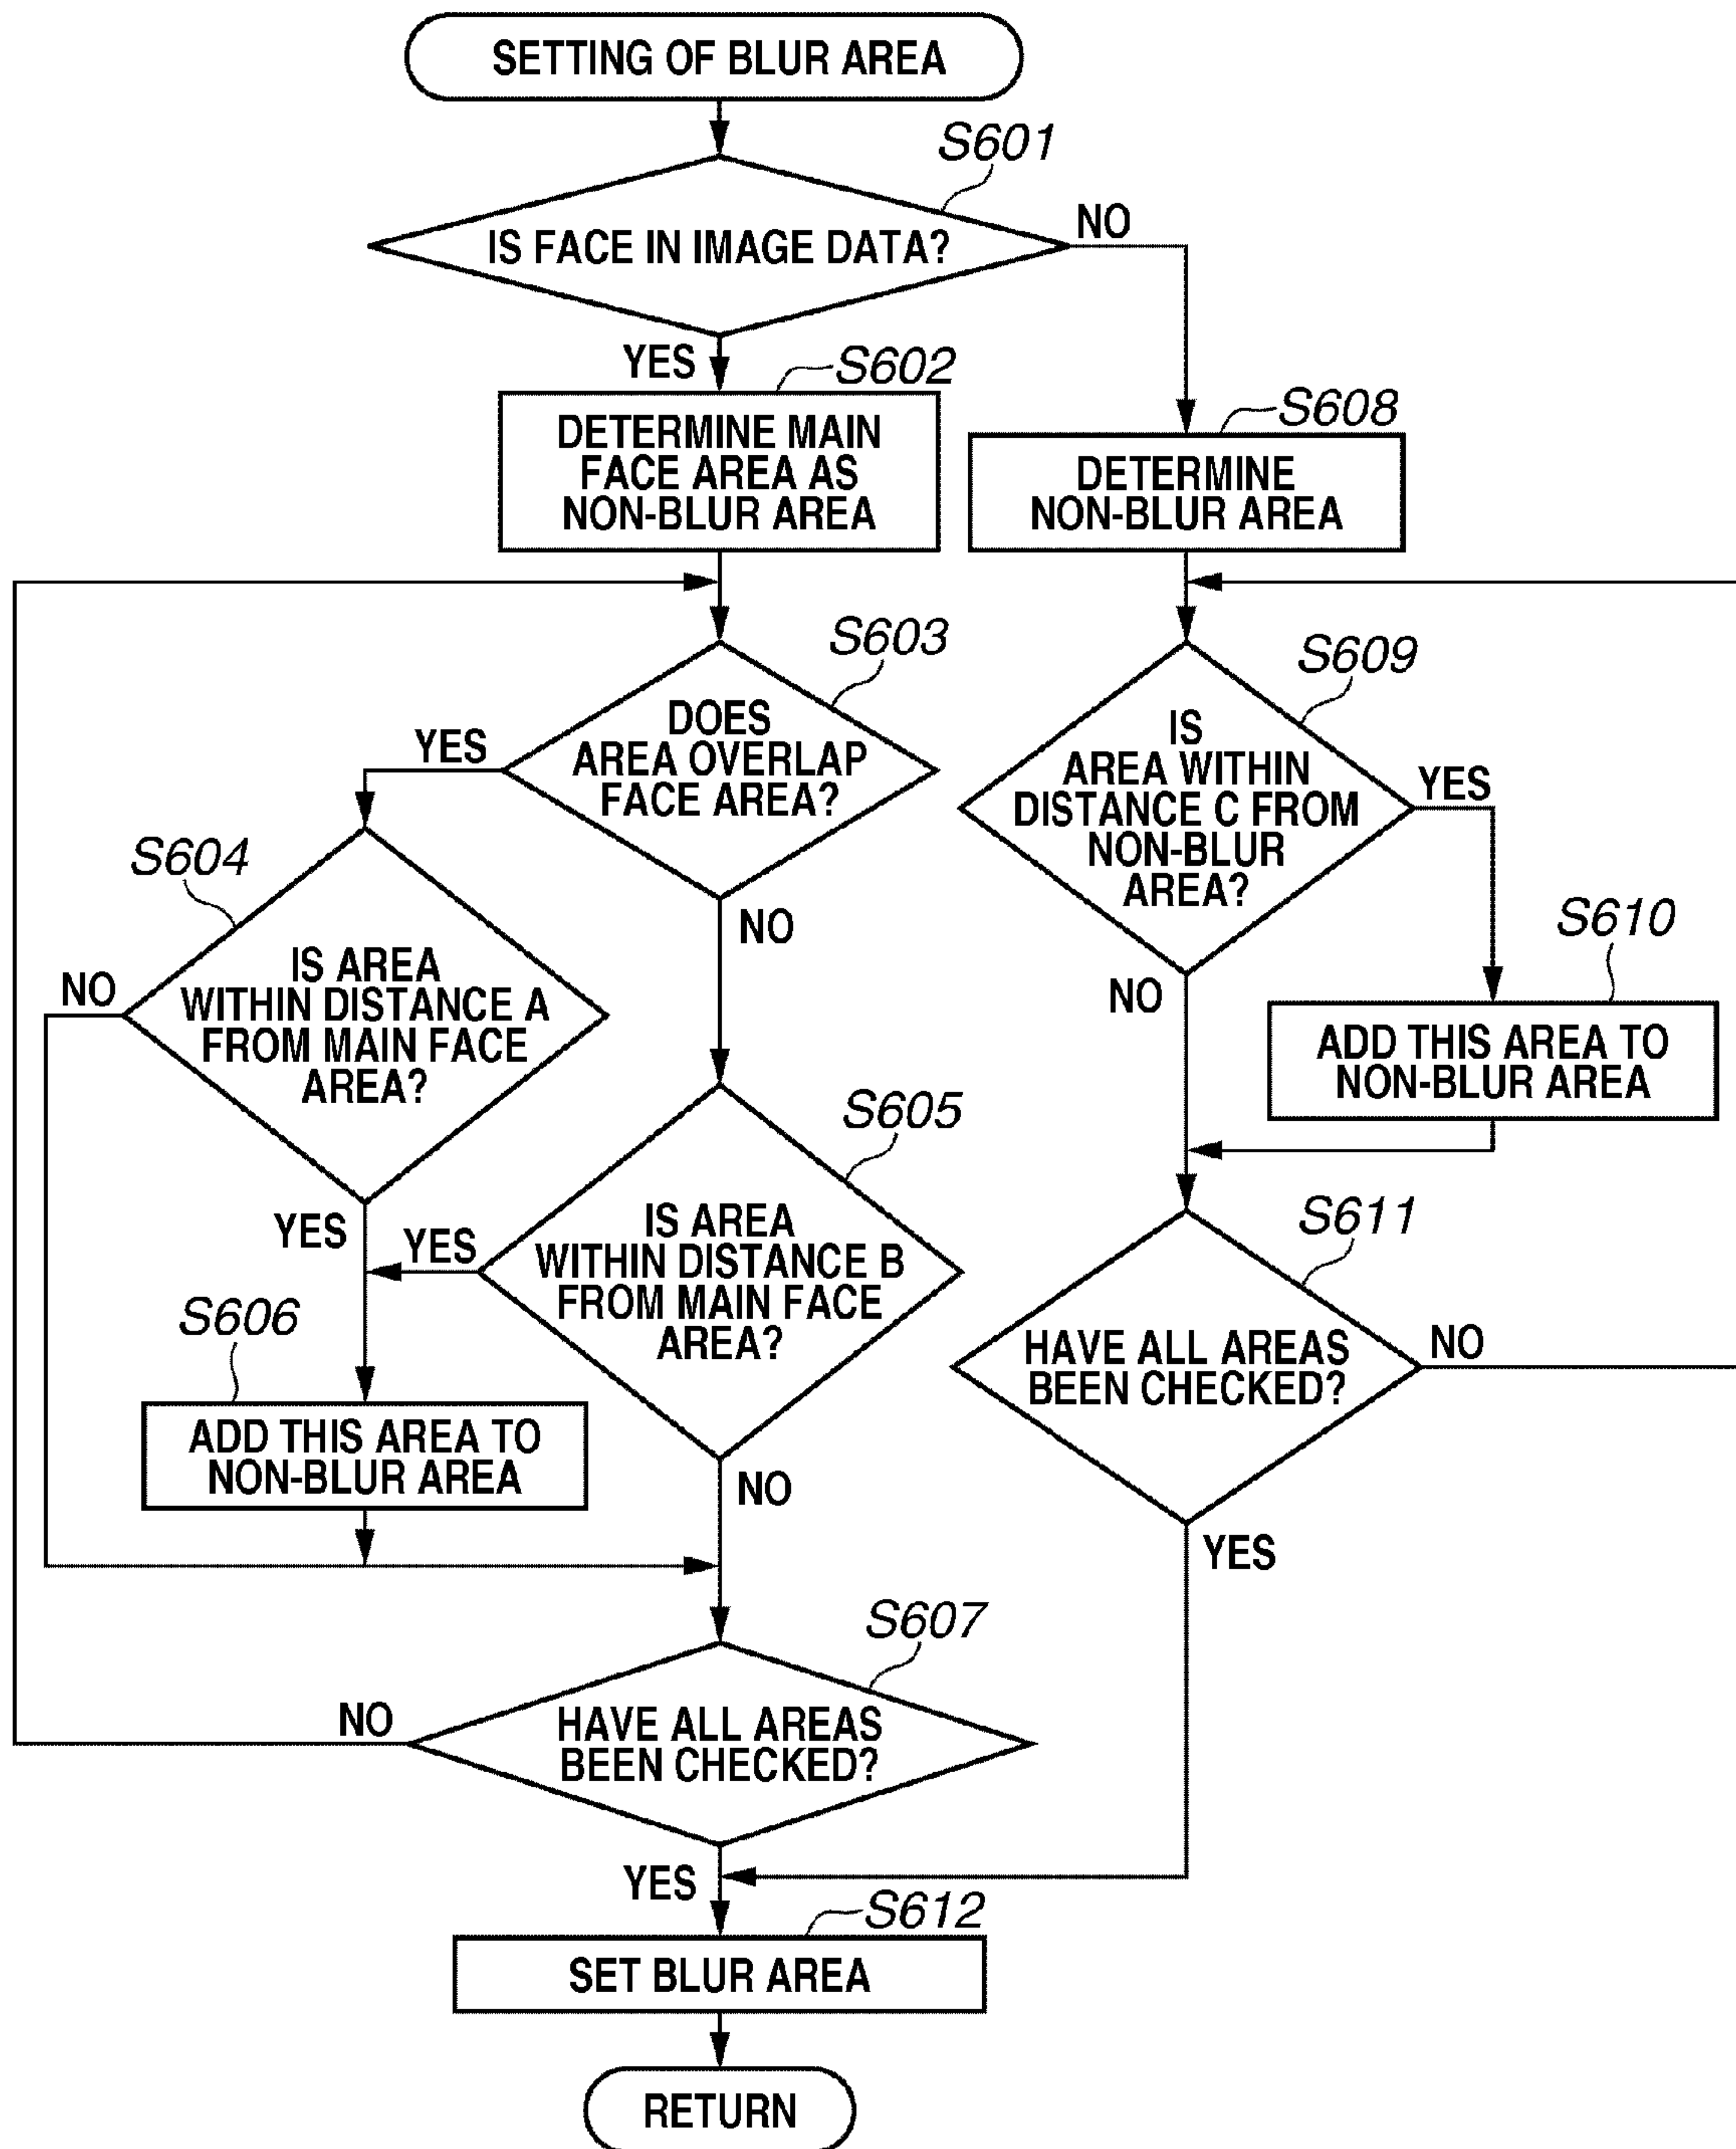 SETTING OF BLUR AREA
S601
IS FACE IN IMAGE DATA?
NO
YES
S602
DETERMINE MAIN
FACE AREA AS
NON-BLUR AREA
S608
DETERMINE
NON-BLUR AREA
S603
DOES
AREA OVERLAP
FACE AREA?
YES
NO
S609
IS
AREA WITHIN
DISTANCE C FROM
NON-BLUR
AREA?
YES
NO
S604
IS AREA
WITHIN DISTANCE A
FROM MAIN FACE
AREA?
NO
YES
S610
ADD THIS AREA TO
NON-BLUR AREA
S605
IS AREA
WITHIN DISTANCE B
FROM MAIN FACE
AREA?
YES
NO
S611
HAVE ALL AREAS
BEEN CHECKED?
NO
YES
S606
ADD THIS AREA TO
NON-BLUR AREA
S607
HAVE ALL AREAS
BEEN CHECKED?
NO
YES
S612
SET BLUR AREA
RETURN